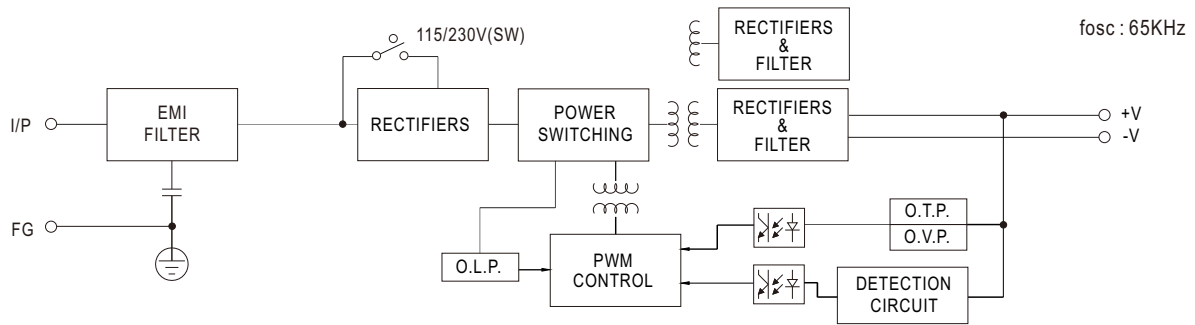 115/230V(SW)
RECTIFIERS
&
FILTER
fosc : 65KHz
I/P
EMI
FILTER
RECTIFIERS
POWER
SWITCHING
RECTIFIERS
&
FILTER
+V
-V
FG
O.L.P.
PWM
CONTROL
O.T.P.
O.V.P.
DETECTION
CIRCUIT